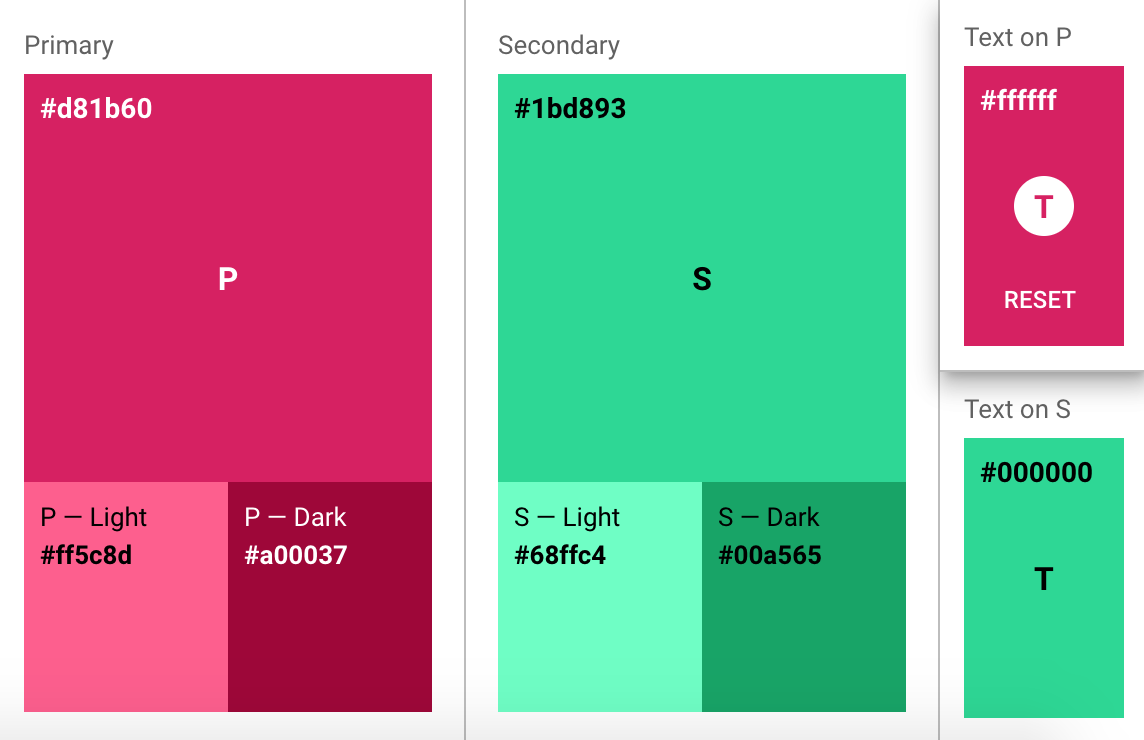 Primary
#d81b60
P
P — Light
#ff5c8d
P — Dark
#a00037
Secondary
#1bd893
S
S — Light
#68ffc4
S — Dark
#00a565
Text on P
#ffffff
T
RESET
Text on S
#000000
T